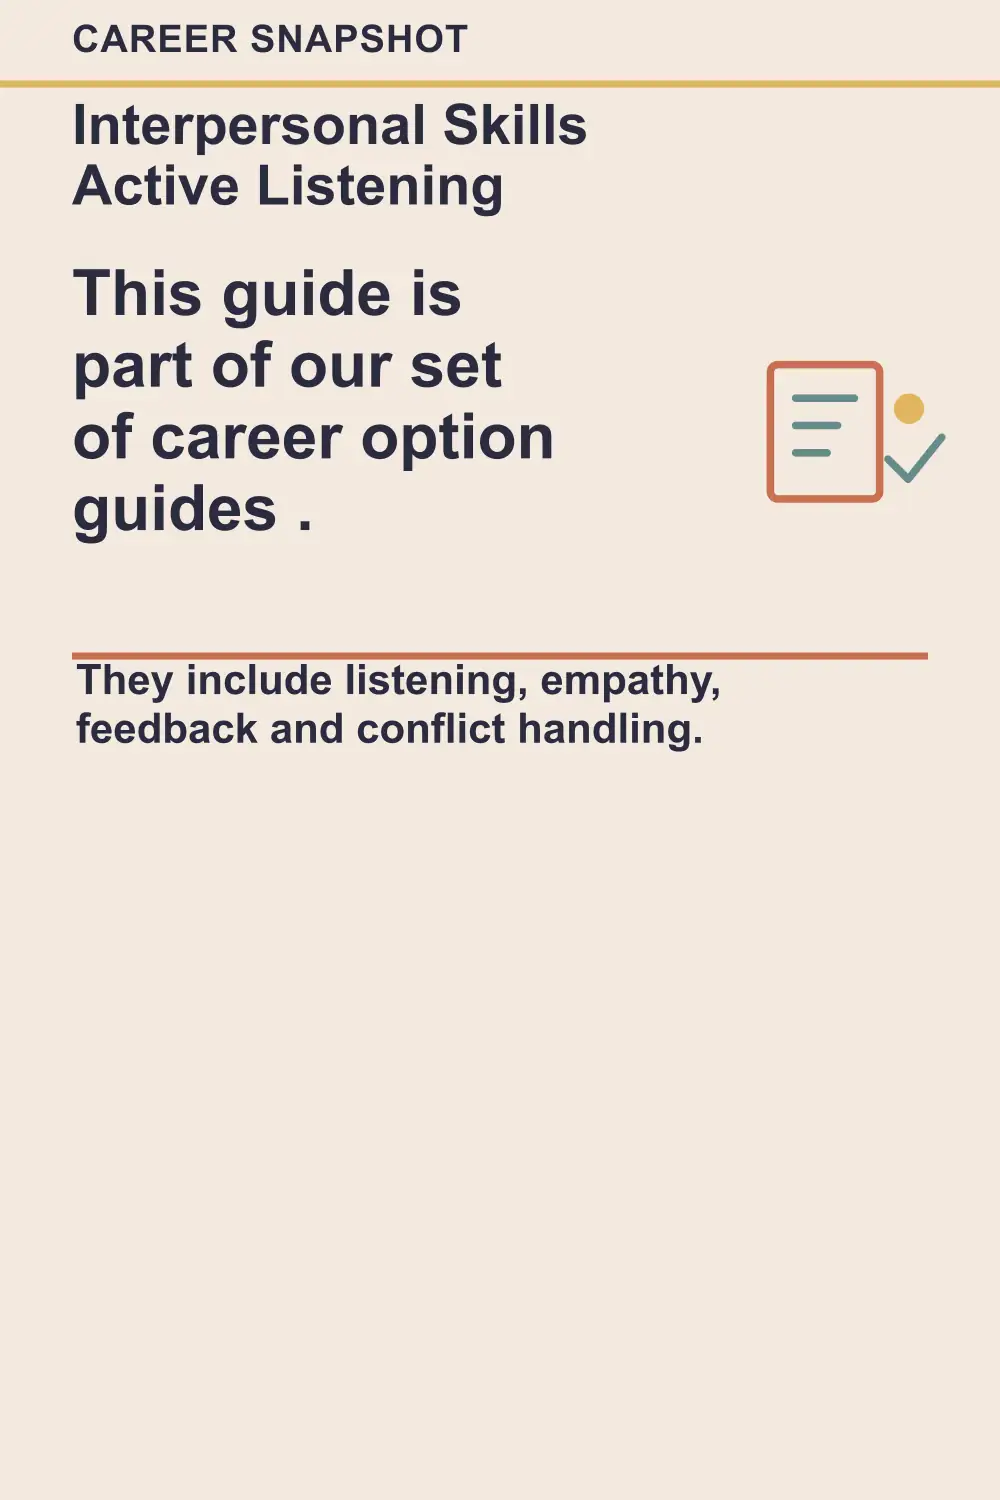 CAREER SNAPSHOT
Interpersonal Skills
Active Listening
This guide is
part of our set
of career option
guides .
They include listening, empathy,
feedback and conflict handling.